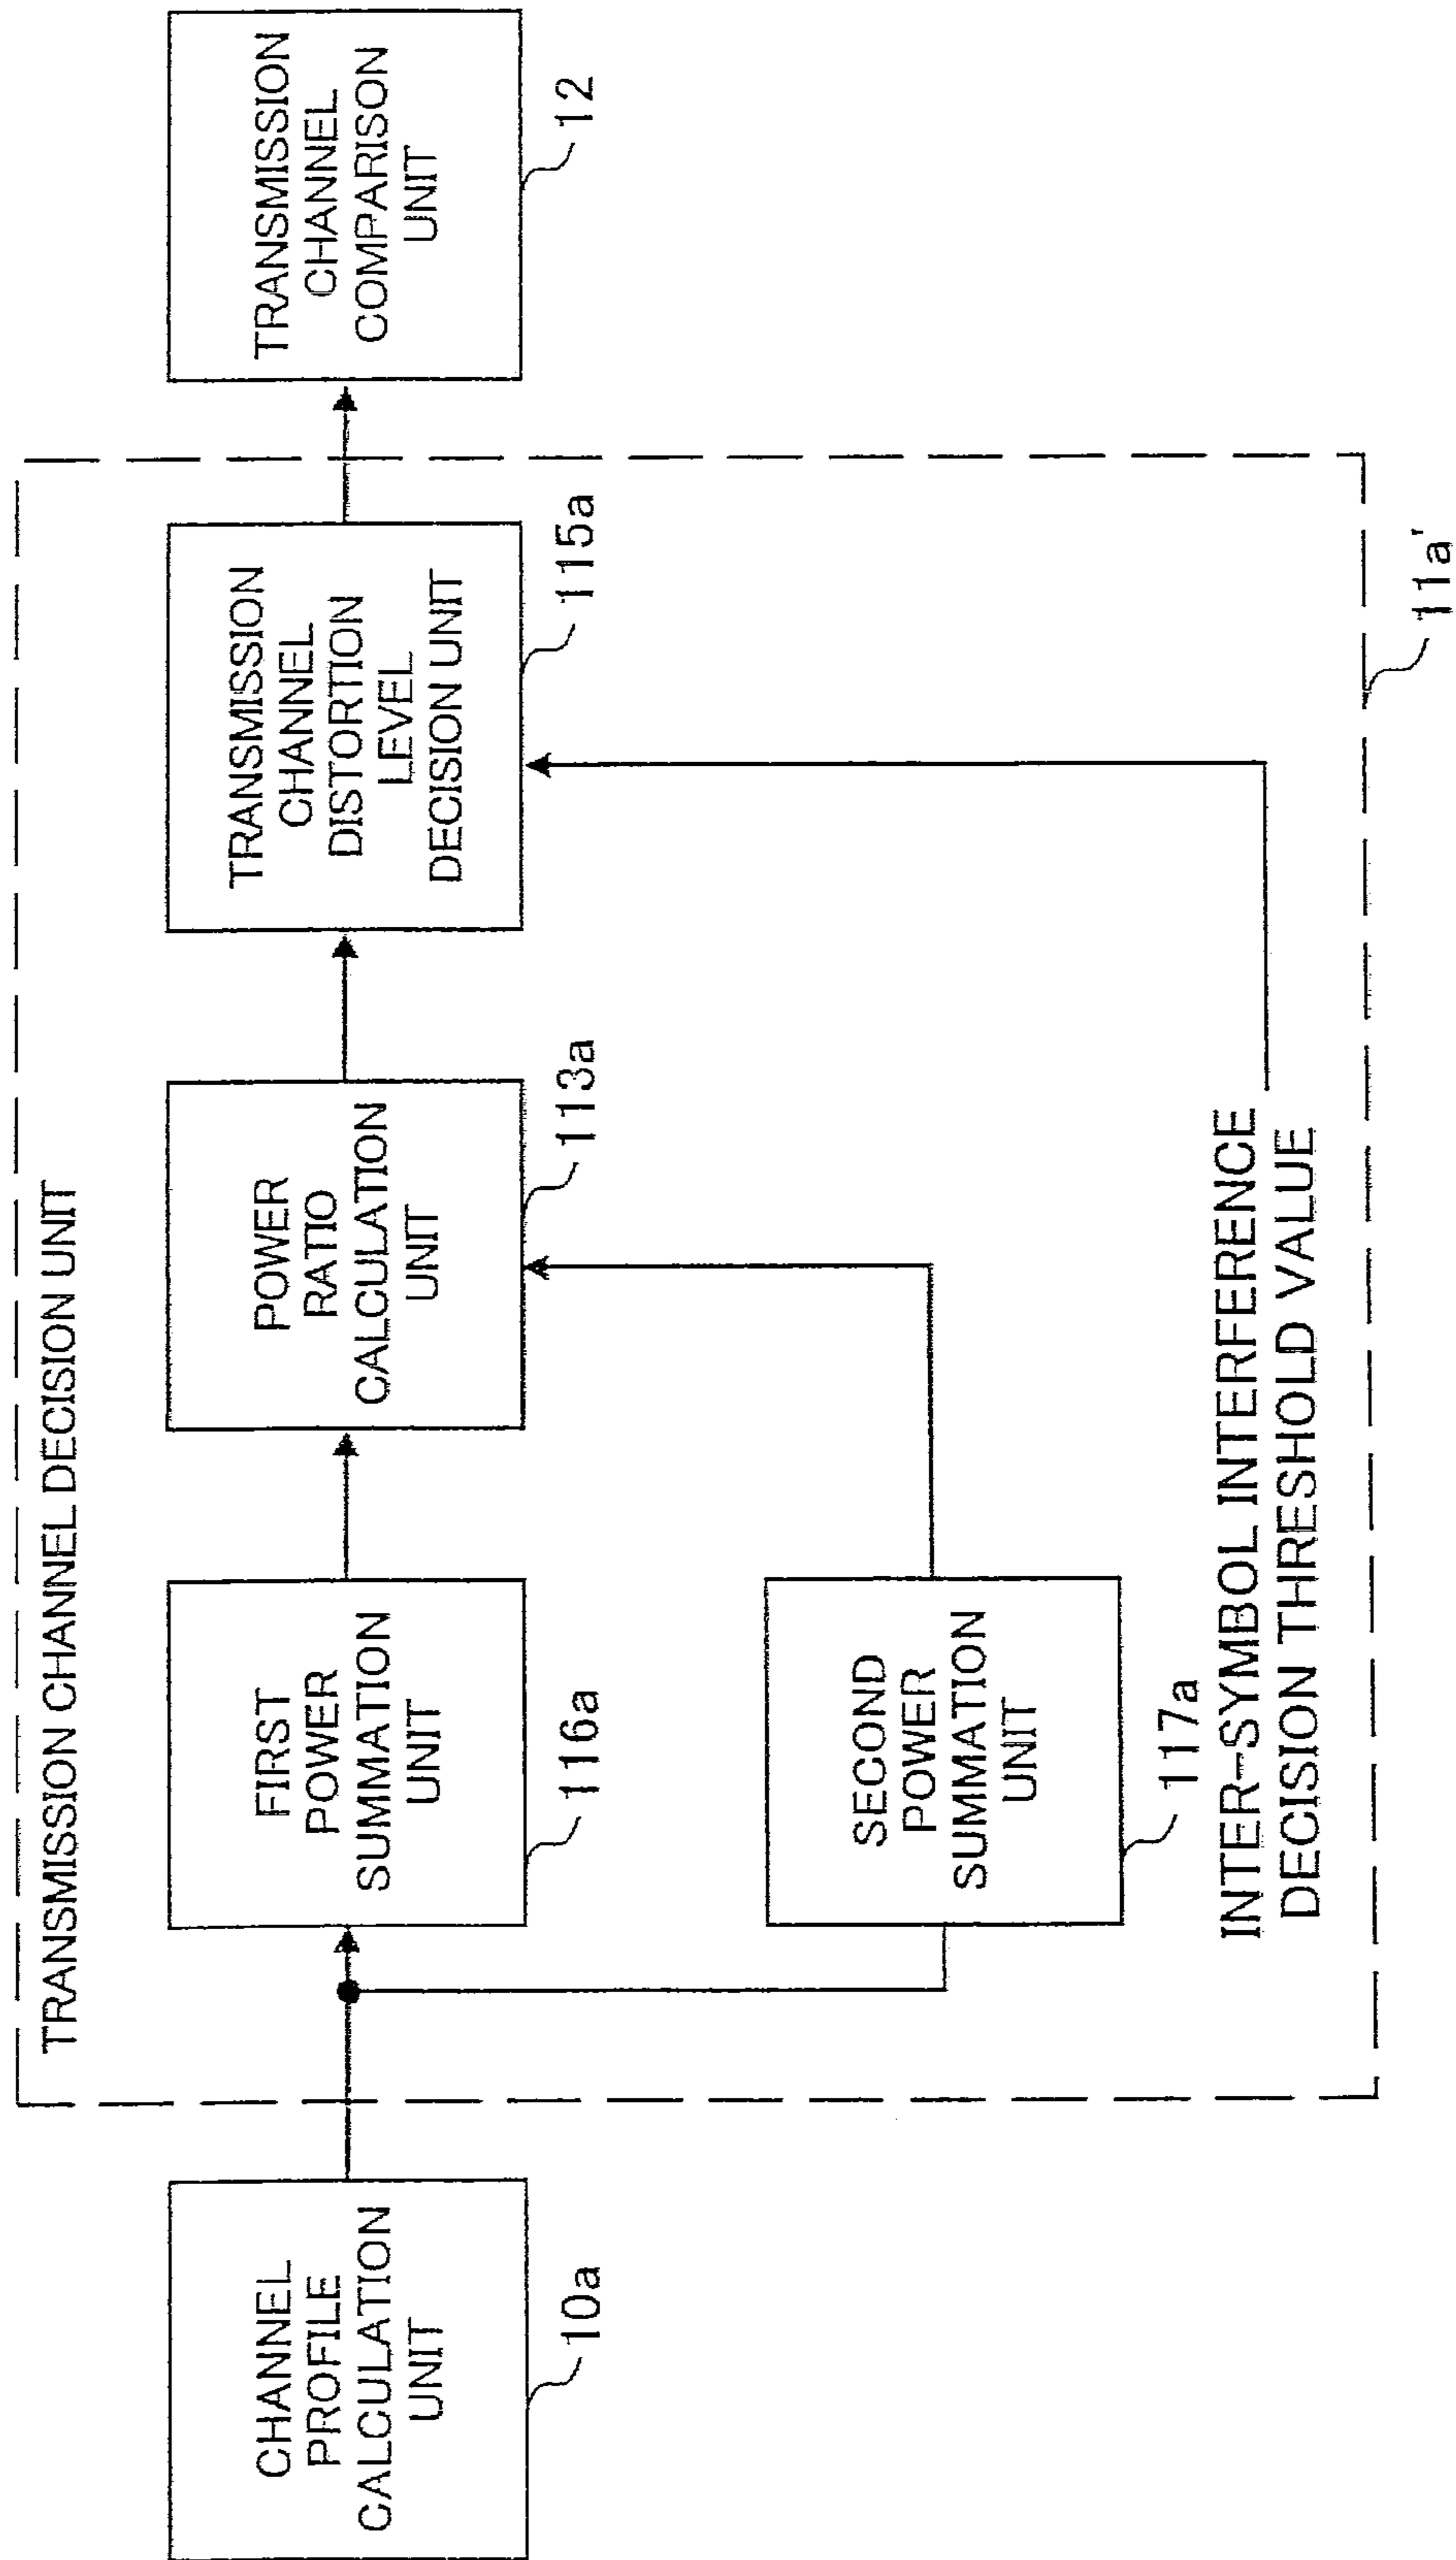 TRANSMISSION CHANNEL DECISION UNIT
CHANNEL
PROFILE
CALCULATION
UNIT
10a
FIRST
POWER
SUMMATION
UNIT
116a
SECOND
POWER
SUMMATION
UNIT
117a
POWER
RATIO
CALCULATION
UNIT
113a
TRANSMISSION
CHANNEL
DISTORTION
LEVEL
DECISION UNIT
115a
TRANSMISSION
CHANNEL
COMPARISON
UNIT
12
INTER-SYMBOL INTERFERENCE
DECISION THRESHOLD VALUE
11a'